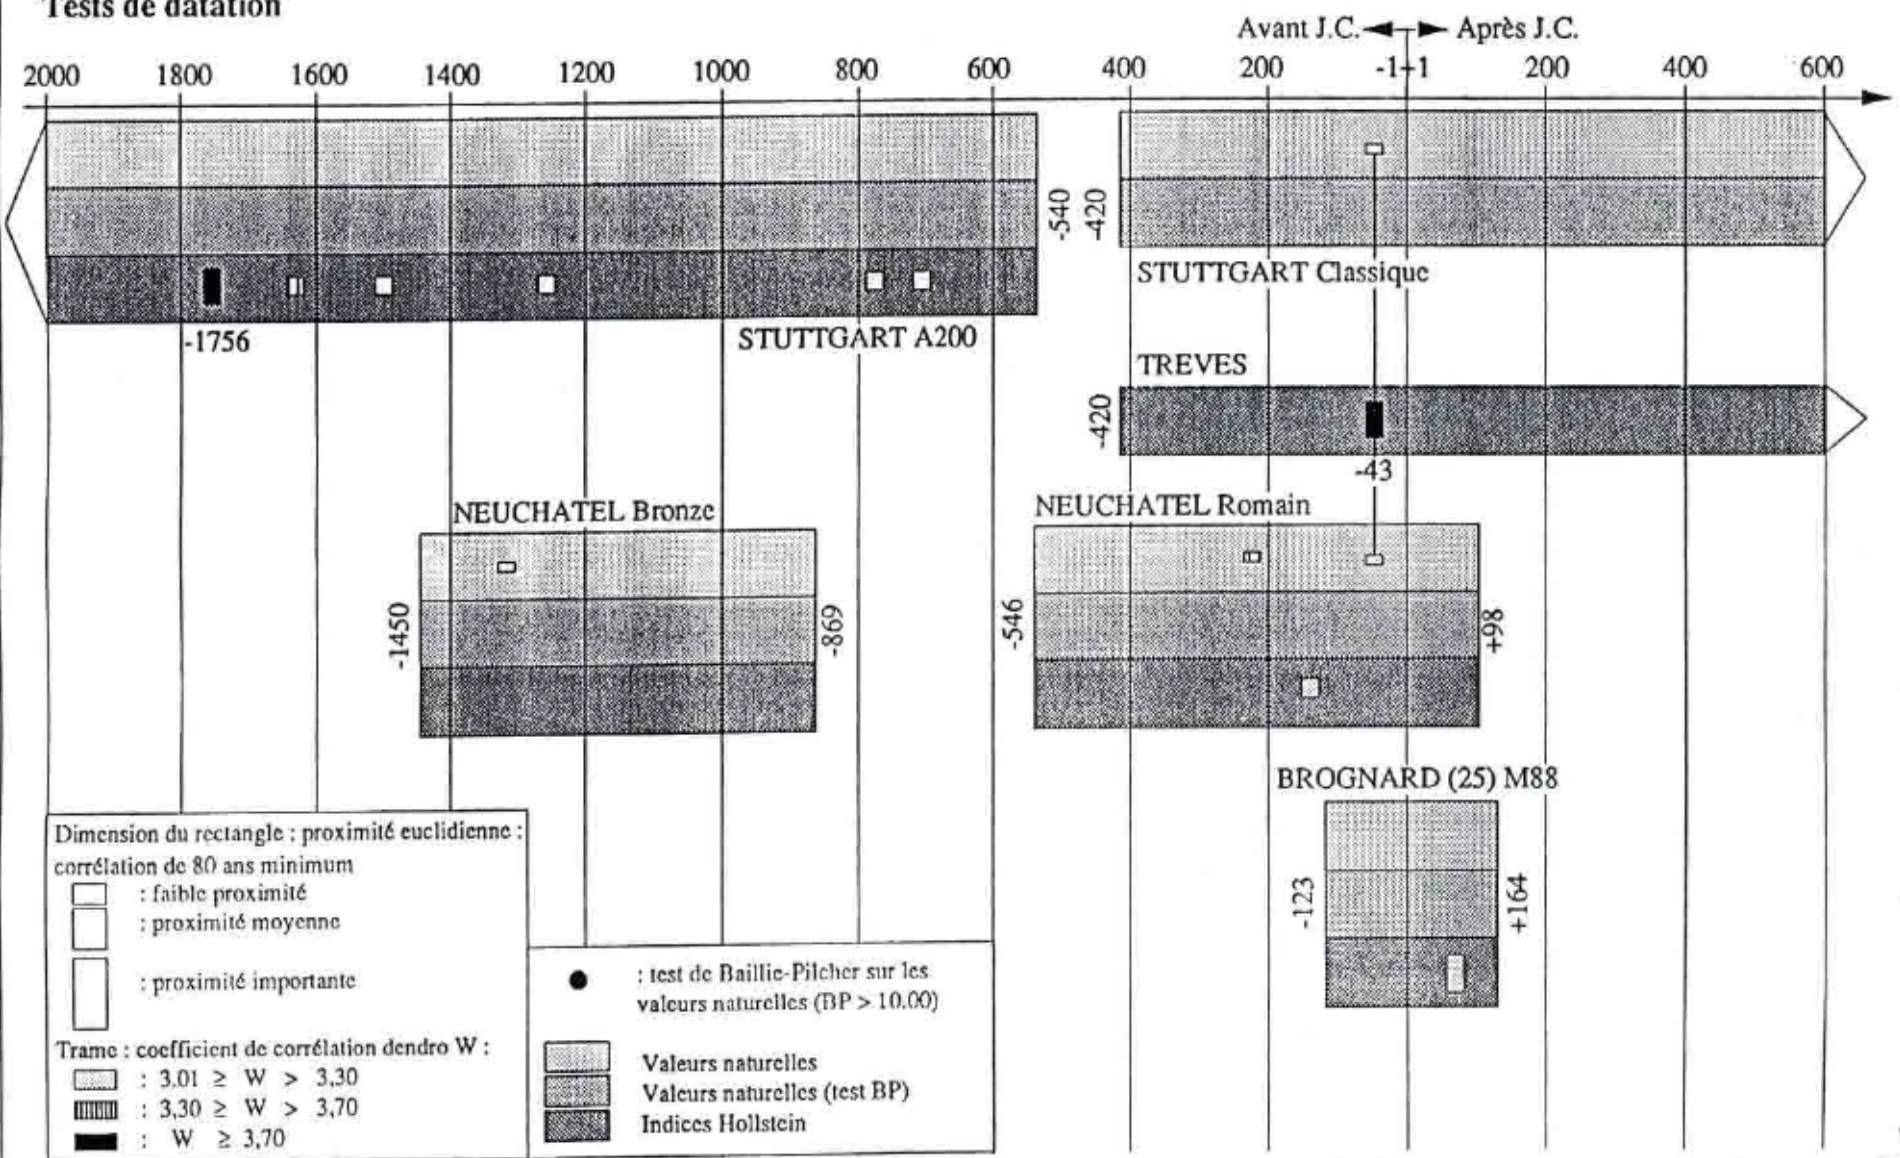 Tests de datation
Avant J.C. Après J.C.
2000 1800 1600 1400 1200 1000 800 600 400 200 -1+1 200 400 600
-540
-420
STUTTGART Classique
-1756
STUTTGART A200
TREVES
-420
-43
NEUCHATEL Bronze
NEUCHATEL Romain
-1450
-869
-546
+98
BROGNARD (25) M88
-123
+164
Dimension du rectangle : proximité euclidienne :
corrélation de 80 ans minimum
: faible proximité
: proximité moyenne
: proximité importante
Trame : coefficient de corrélation dendro W :
: 3.01 ≥ W > 3,30
: 3,30 ≥ W > 3,70
: W ≥ 3,70
: test de Baillie-Pilcher sur les
valeurs naturelles (BP > 10.00)
Valeurs naturelles
Valeurs naturelles (test BP)
Indices Hollstein